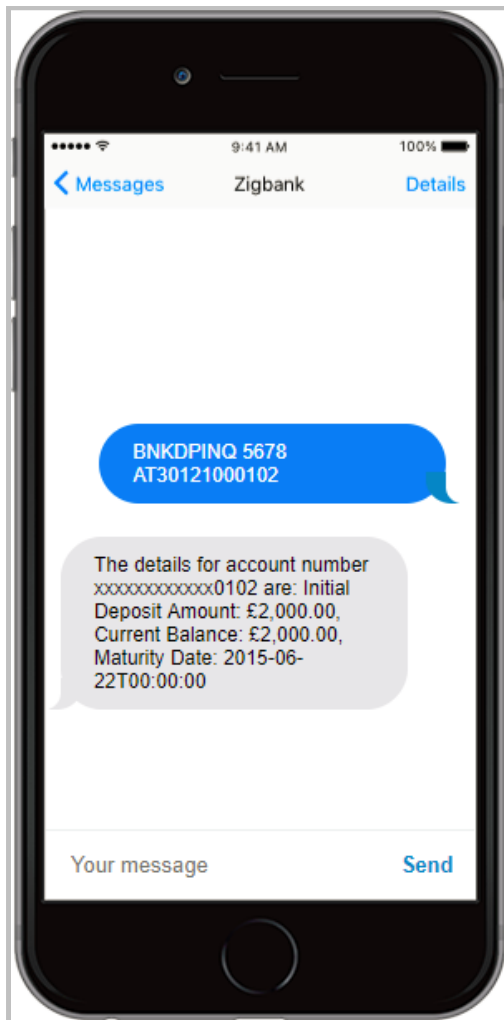 9:41 AM
100%
Messages
Zigbank
Details
BNKDPINQ 5678
AT30121000102
The details for account number
xxxxxxxxxxxx0102 are: Initial
Deposit Amount: £2,000.00,
Current Balance: £2,000.00,
Maturity Date: 2015-06-
22T00:00:00
Your message
Send